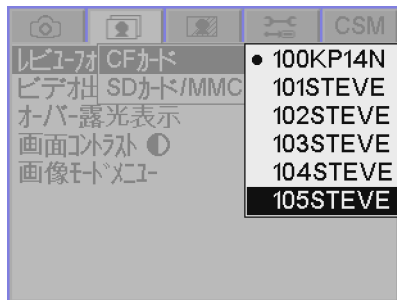 CSM
ﾚﾋﾞｭｰﾌｫ
CFｶｰﾄﾞ
ビデオ出
SDｶｰﾄﾞ/MMC
ｵｰﾊﾞｰ露光表示
画面ｺﾝﾄﾗｽﾄ
画像ﾓｰﾄﾞﾒﾆｭｰ
100KP14N
101STEVE
102STEVE
103STEVE
104STEVE
105STEVE